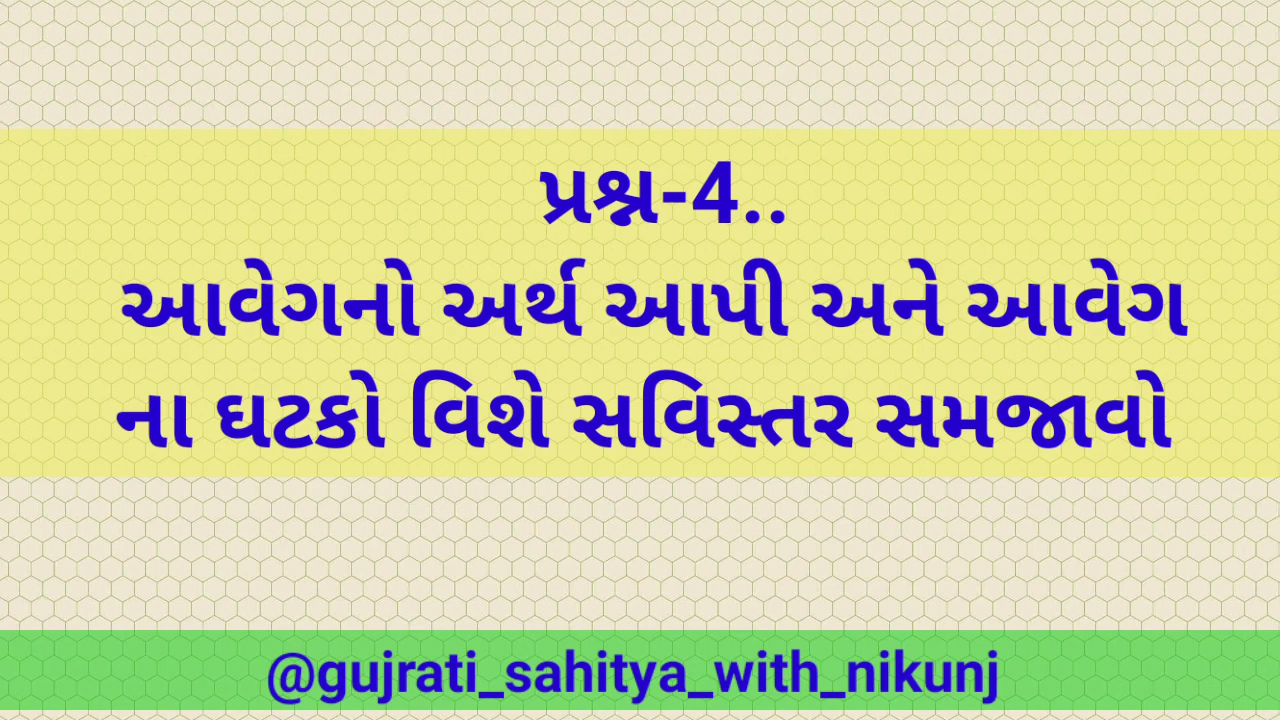 પ્રશ્ન-4..
આવેગનો અર્થ આપી અને આવેગ
ના ઘટકો વિશે સવિસ્તર સમજાવો
@gujrati_sahitya_with_nikunj